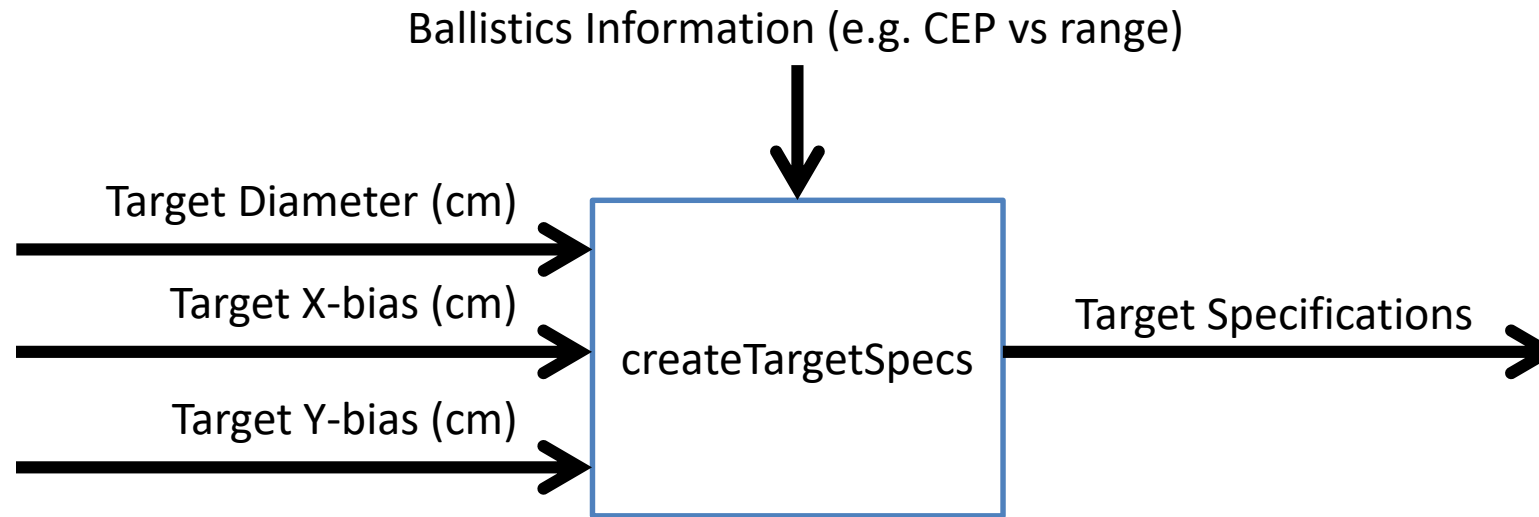 Ballistics Information (e.g. CEP vs range)
Target Diameter (cm)
Target X-bias (cm)
Target Y-bias (cm)
createTargetSpecs
Target Specifications